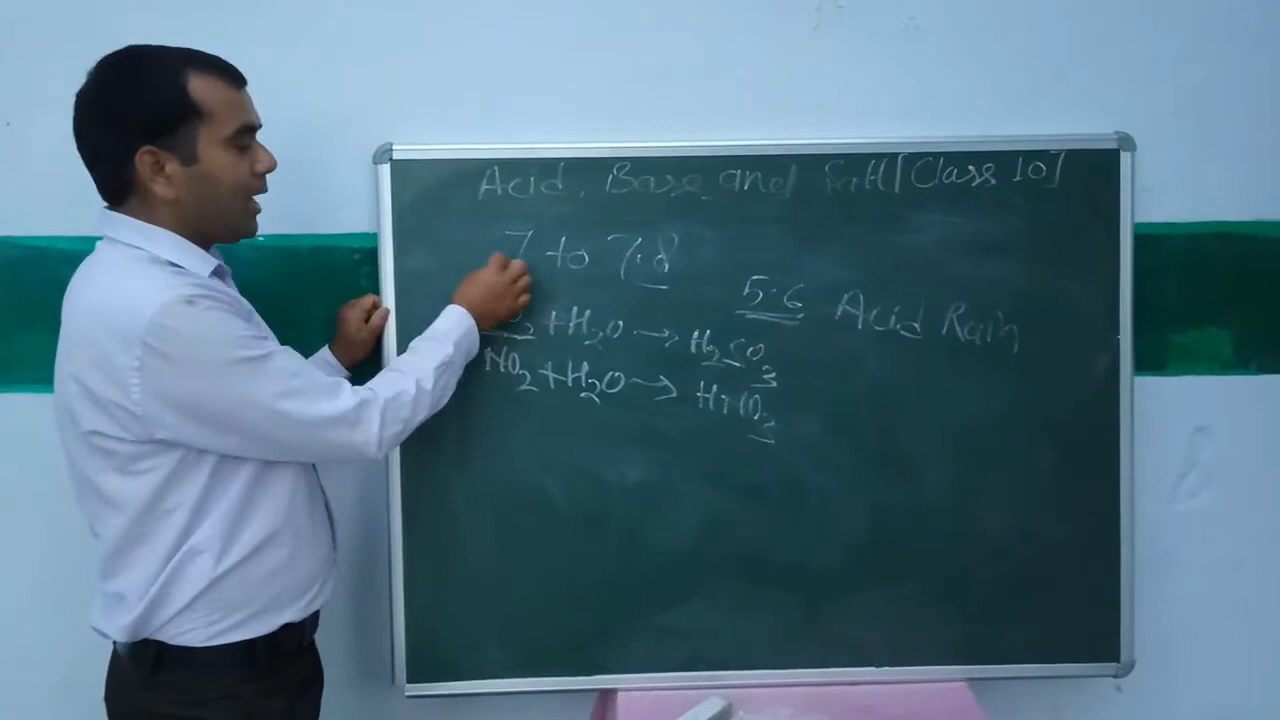 Acid, Base and Salt [Class 10]
7 to 7.8
5.6 Acid Rain
O₂ + H₂O → H₂SO₃
NO₂ + H₂O → HNO₃